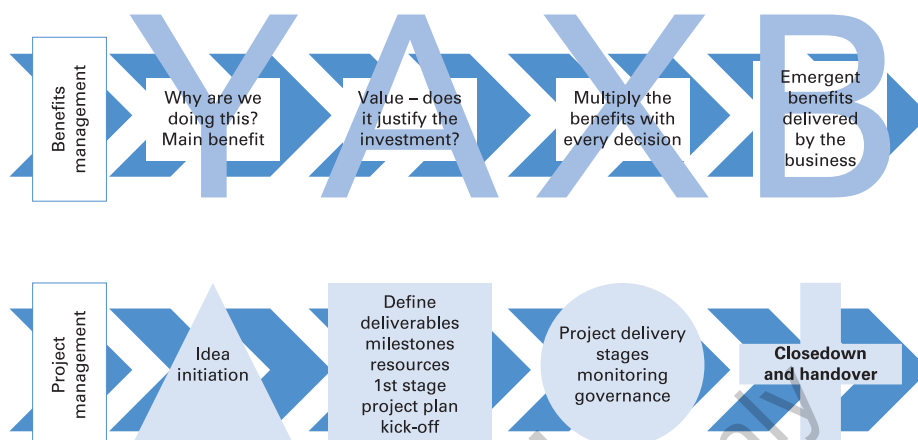 Benefits
management
Y
Why are we
doing this?
Main benefit
A
Value – does
it justify the
investment?
X
Multiply the
benefits with
every decision
B
Emergent
benefits
delivered
by the
business
Project
management
Idea
initiation
Define
deliverables
milestones
resources
1st stage
project plan
kick-off
Project delivery
stages
monitoring
governance
Closedown
and handover
only